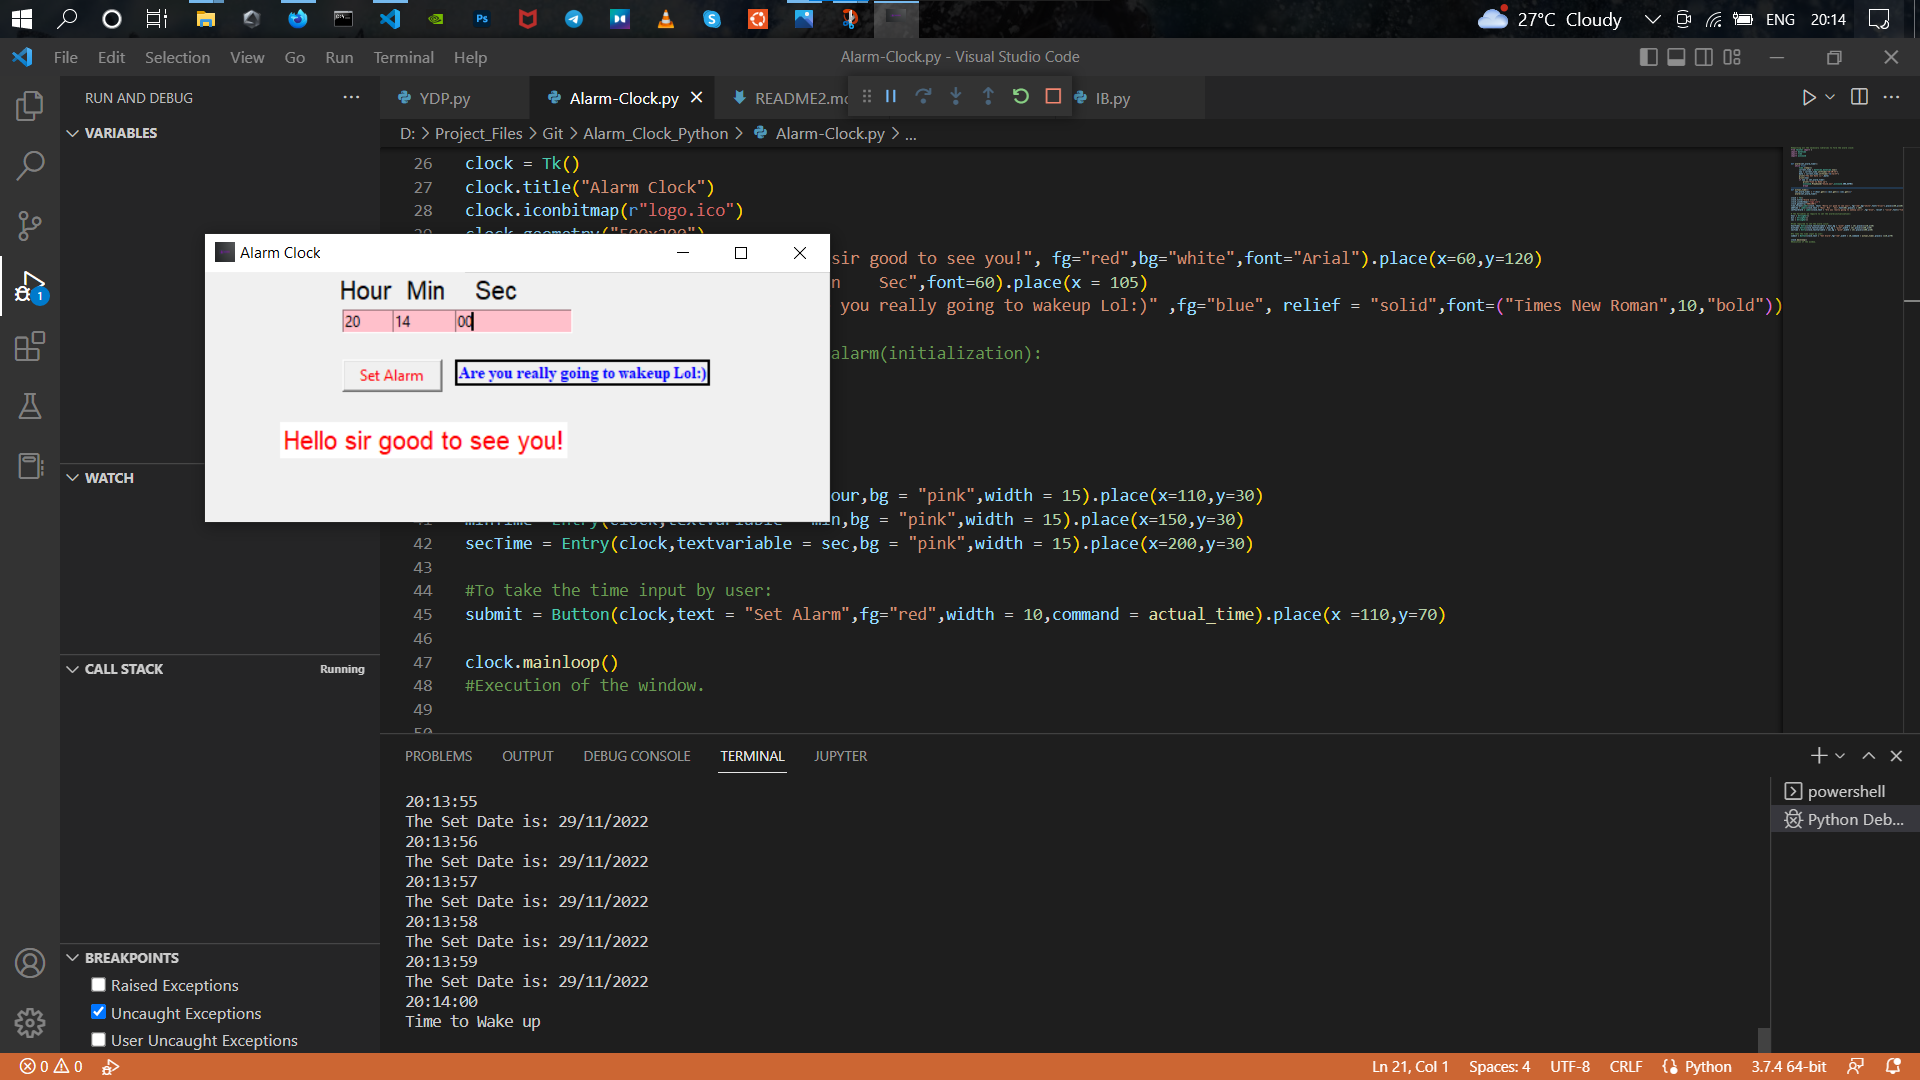 27°C Cloudy ENG 20:14
File Edit Selection View Go Run Terminal Help
Alarm-Clock.py - Visual Studio Code
RUN AND DEBUG
VARIABLES
WATCH
CALL STACK Running
BREAKPOINTS
Raised Exceptions
Uncaught Exceptions
User Uncaught Exceptions
1
YDP.py Alarm-Clock.py README2.mc IB.py
D: > Project_Files > Git > Alarm_Clock_Python > Alarm-Clock.py > ...
26 clock = Tk()
27 clock.title("Alarm Clock")
28 clock.iconbitmap(r"logo.ico")
29 clock.geometry("500x200")
sir good to see you!", fg="red",bg="white",font="Arial").place(x=60,y=120)
n    Sec",font=60).place(x = 105)
you really going to wakeup Lol:)" ,fg="blue", relief = "solid",font=("Times New Roman",10,"bold"))
alarm(initialization):
our,bg = "pink",width = 15).place(x=110,y=30)
41 minTime = Entry(clock,textvariable = min,bg = "pink",width = 15).place(x=150,y=30)
42 secTime = Entry(clock,textvariable = sec,bg = "pink",width = 15).place(x=200,y=30)
43
44 #To take the time input by user:
45 submit = Button(clock,text = "Set Alarm",fg="red",width = 10,command = actual_time).place(x =110,y=70)
46
47 clock.mainloop()
48 #Execution of the window.
49
50
Alarm Clock
Hour Min Sec
20 14 00
Set Alarm Are you really going to wakeup Lol:)
Hello sir good to see you!
PROBLEMS OUTPUT DEBUG CONSOLE TERMINAL JUPYTER
powershell
Python Deb...
20:13:55
The Set Date is: 29/11/2022
20:13:56
The Set Date is: 29/11/2022
20:13:57
The Set Date is: 29/11/2022
20:13:58
The Set Date is: 29/11/2022
20:13:59
The Set Date is: 29/11/2022
20:14:00
Time to Wake up
0 0 Ln 21, Col 1 Spaces: 4 UTF-8 CRLF Python 3.7.4 64-bit